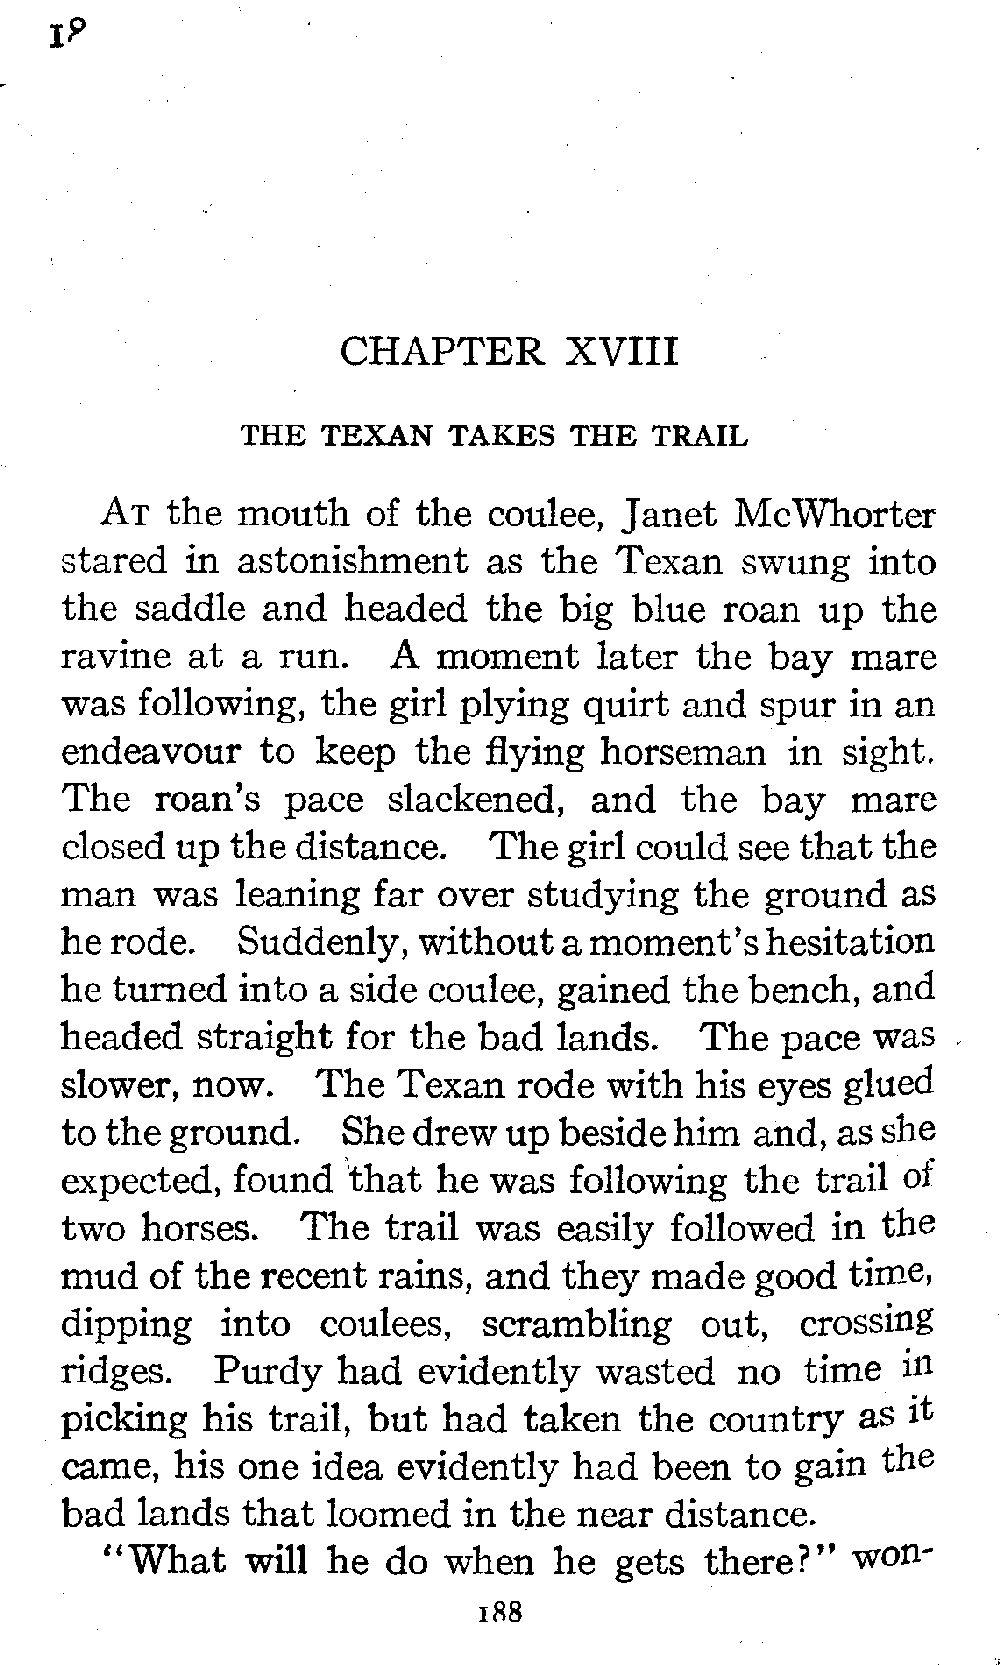 CHAPTER XVIII
THE TEXAN TAKES THE TRAIL
AT the mouth of the coulee, Janet McWhorter
stared in astonishment as the Texan swung into
the saddle and headed the big blue roan up the
ravine at a run. A moment later the bay mare
was following, the girl plying quirt and spur in an
endeavour to keep the flying horseman in sight.
The roan's pace slackened, and the bay mare
closed up the distance. The girl could see that the
man was leaning far over studying the ground as
he rode. Suddenly, without a moment's hesitation
he turned into a side coulee, gained the bench, and
headed straight for the bad lands. The pace was
slower, now. The Texan rode with his eyes glued
to the ground. She drew up beside him and, as she
expected, found that he was following the trail of
two horses. The trail was easily followed in the
mud of the recent rains, and they made good time,
dipping into coulees, scrambling out, crossing
ridges. Purdy had evidently wasted no time in
picking his trail, but had taken the country as it
came, his one idea evidently had been to gain the
bad lands that loomed in the near distance.
"What will he do when he gets there?" won-
188